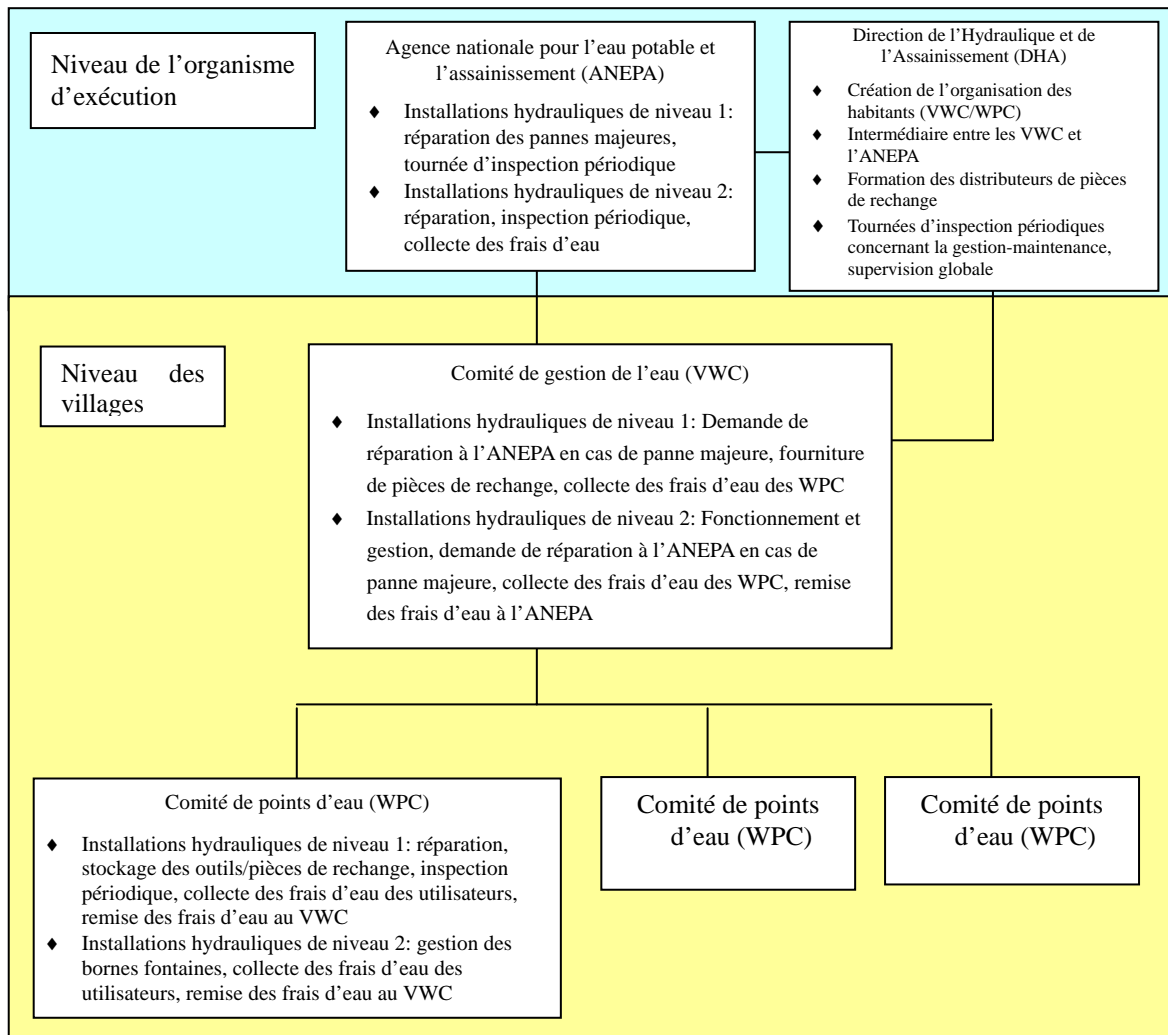 Niveau de l’organisme
d’exécution
Agence nationale pour l’eau potable et
l’assainissement (ANEPA)
♦ Installations hydrauliques de niveau 1:
réparation des pannes majeures,
tournée d’inspection périodique
♦ Installations hydrauliques de niveau 2:
réparation, inspection périodique,
collecte des frais d’eau
Direction de l’Hydraulique et de
l’Assainissement (DHA)
♦ Création de l’organisation des
habitants (VWC/WPC)
♦ Intermédiaire entre les VWC et
l’ANEPA
♦ Formation des distributeurs de pièces
de rechange
♦ Tournées d’inspection périodiques
concernant la gestion-maintenance,
supervision globale
Niveau des
villages
Comité de gestion de l’eau (VWC)
♦ Installations hydrauliques de niveau 1: Demande de
réparation à l’ANEPA en cas de panne majeure, fourniture
de pièces de rechange, collecte des frais d’eau des WPC
♦ Installations hydrauliques de niveau 2: Fonctionnement et
gestion, demande de réparation à l’ANEPA en cas de
panne majeure, collecte des frais d’eau des WPC, remise
des frais d’eau à l’ANEPA
Comité de points d’eau (WPC)
♦ Installations hydrauliques de niveau 1: réparation,
stockage des outils/pièces de rechange, inspection
périodique, collecte des frais d’eau des utilisateurs,
remise des frais d’eau au VWC
♦ Installations hydrauliques de niveau 2: gestion des
bornes fontaines, collecte des frais d’eau des
utilisateurs, remise des frais d’eau au VWC
Comité de points
d’eau (WPC)
Comité de points
d’eau (WPC)